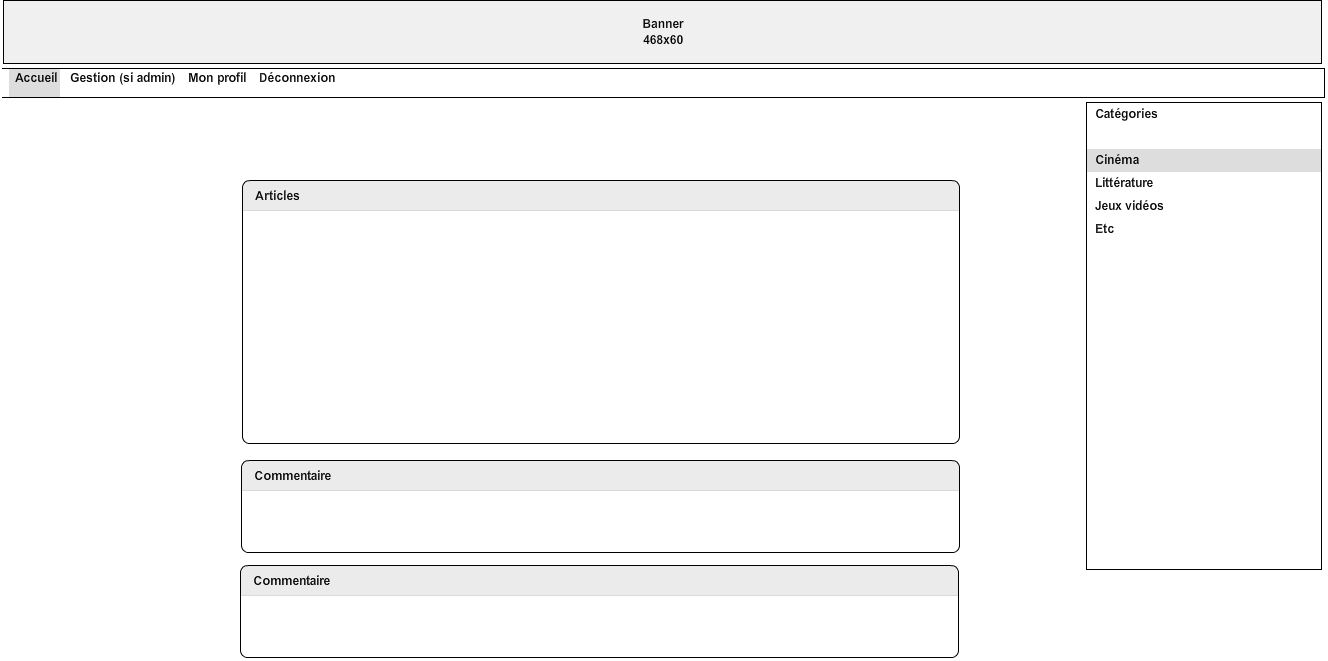 Banner
468x60
Accueil Gestion (si admin) Mon profil Déconnexion
Catégories
Cinéma
Littérature
Jeux vidéos
Etc
Articles
Commentaire
Commentaire